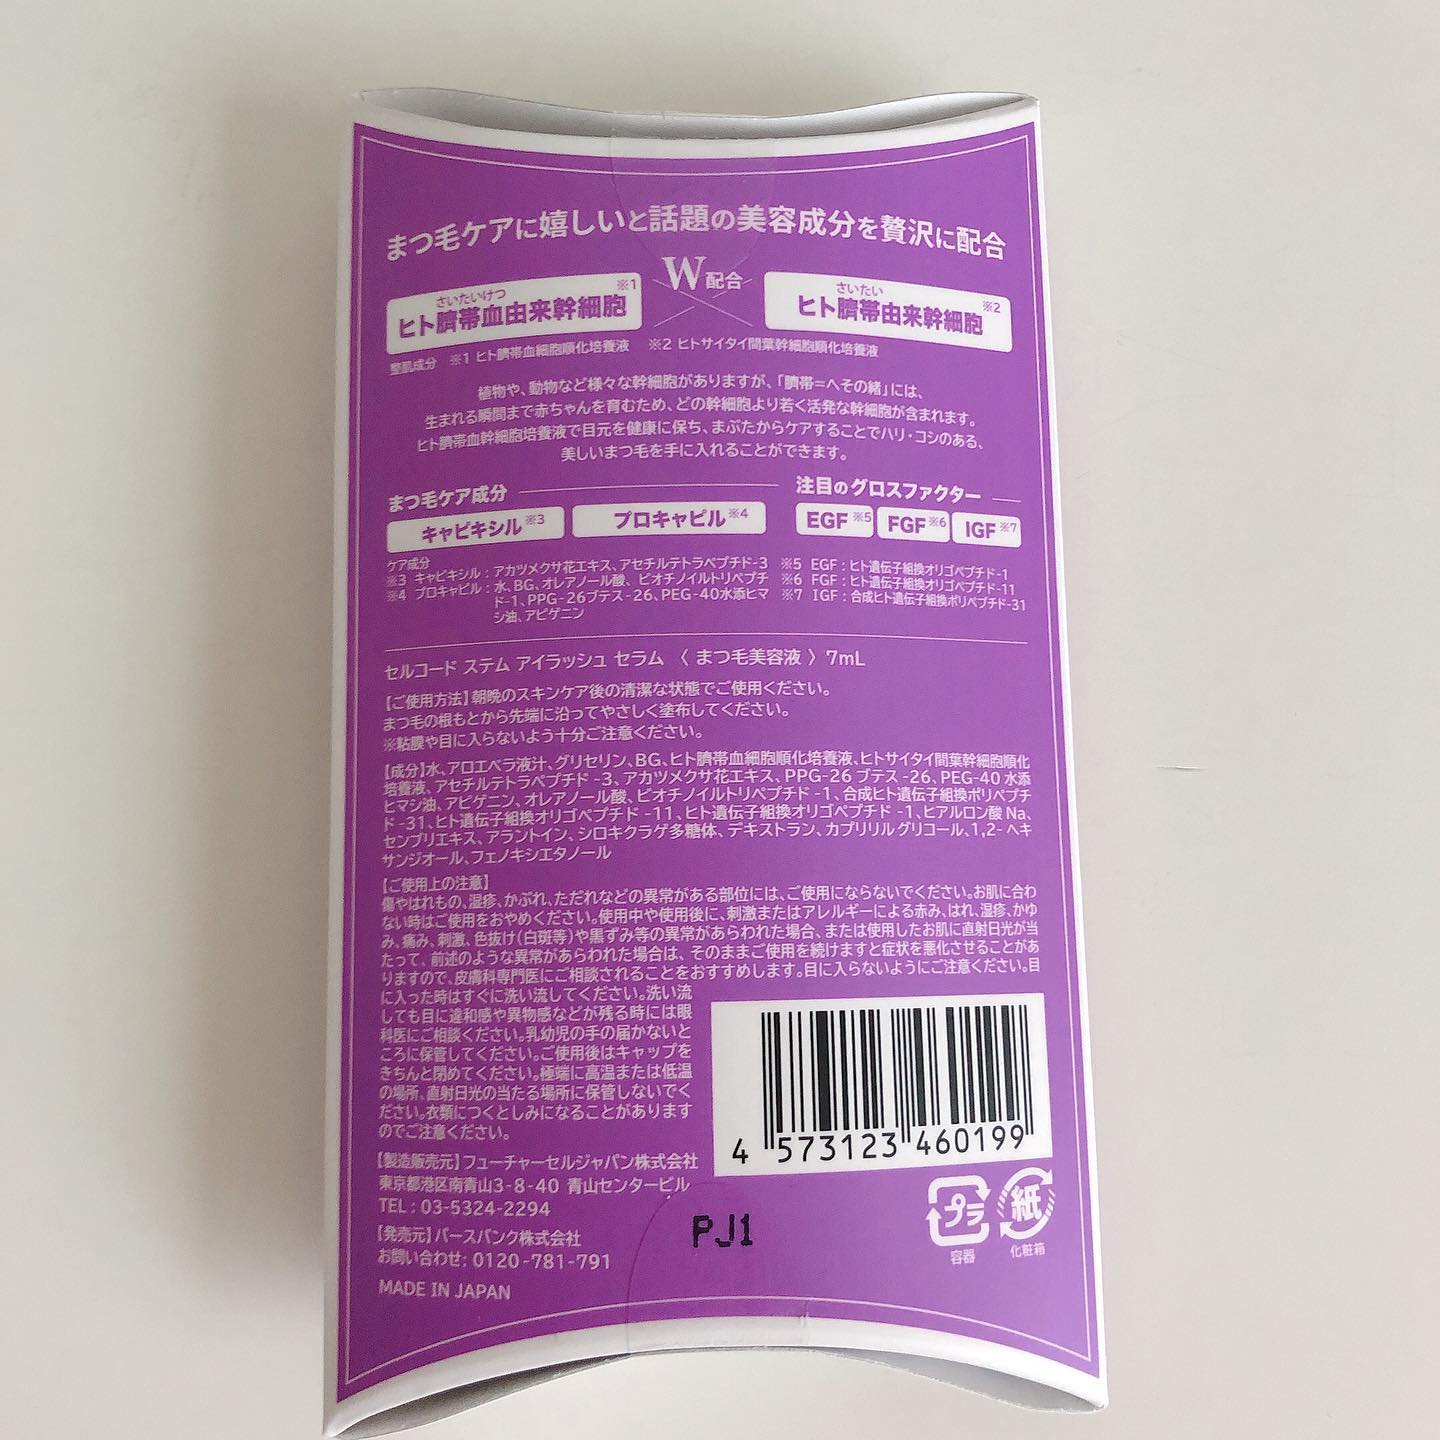 まつ毛ケアに嬉しいと話題の美容成分を贅沢に配合
W配合
さいたいけつ
ヒト臍帯血由来幹細胞※1
さいたい
ヒト臍帯由来幹細胞※2
整肌成分 ※1 ヒト臍帯血細胞順化培養液 ※2 ヒトサイタイ間葉幹細胞順化培養液
植物や、動物など様々な幹細胞がありますが、「臍帯=へその緒」には、
生まれる瞬間まで赤ちゃんを育むため、どの幹細胞より若く活発な幹細胞が含まれます。
ヒト臍帯血幹細胞培養液で目元を健康に保ち、まぶたからケアすることでハリ・コシのある、
美しいまつ毛を手に入れることができます。
まつ毛ケア成分
キャピキシル※3 プロキャピル※4
ケア成分
※3 キャピキシル：アカツメクサ花エキス、アセチルテトラペプチド-3
※4 プロキャピル：水、BG、オレアノール酸、ビオチノイルトリペプチ
ド-1、PPG-26ブテス-26、PEG-40水添ヒマ
シ油、アピゲニン
注目のグロスファクター
EGF※5 FGF※6 IGF※7
※5 EGF：ヒト遺伝子組換オリゴペプチド-1
※6 FGF：ヒト遺伝子組換オリゴペプチド-11
※7 IGF：合成ヒト遺伝子組換ポリペプチド-31
セルコード ステム アイラッシュ セラム 〈 まつ毛美容液 〉 7mL
【ご使用方法】朝晩のスキンケア後の清潔な状態でご使用ください。
まつ毛の根もとから先端に沿ってやさしく塗布してください。
※粘膜や目に入らないよう十分ご注意ください。
【成分】水、アロエベラ液汁、グリセリン、BG、ヒト臍帯血細胞順化培養液、ヒトサイタイ間葉幹細胞順化
培養液、アセチルテトラペプチド-3、アカツメクサ花エキス、PPG-26 ブテス-26、PEG-40 水添
ヒマシ油、アピゲニン、オレアノール酸、ビオチノイルトリペプチド-1、合成ヒト遺伝子組換ポリペプチ
ド-31、ヒト遺伝子組換オリゴペプチド-11、ヒト遺伝子組換オリゴペプチド-1、ヒアルロン酸Na、
センブリエキス、アラントイン、シロキクラゲ多糖体、デキストラン、カプリリルグリコール、1,2-ヘキ
サンジオール、フェノキシエタノール
【ご使用上の注意】
傷やはれもの、湿疹、かぶれ、ただれなどの異常がある部位には、ご使用にならないでください。お肌に合わ
ない時はご使用をおやめください。使用中や使用後に、刺激またはアレルギーによる赤み、はれ、湿疹、かゆ
み、痛み、刺激、色抜け(白斑等)や黒ずみ等の異常があらわれた場合、または使用したお肌に直射日光が当
たって、前述のような異常があらわれた場合は、そのままご使用を続けますと症状を悪化させることがあ
りますので、皮膚科専門医にご相談されることをおすすめします。目に入らないようにご注意ください。目
に入った時はすぐに洗い流してください。洗い流
しても目に違和感や異物感などが残る時には眼
科医にご相談ください。乳幼児の手の届かないと
ころに保管してください。ご使用後はキャップを
きちんと閉めてください。極端に高温または低温
の場所、直射日光の当たる場所に保管しないでく
ださい。衣類につくとしみになることがあります
のでご注意ください。
【製造販売元】フューチャーセルジャパン株式会社
東京都港区南青山3-8-40 青山センタービル
TEL：03-5324-2294
【発売元】バースバンク株式会社
お問い合わせ：0120-781-791
MADE IN JAPAN
4 573123 460199
PJ1
プラ
容器
紙
化粧箱